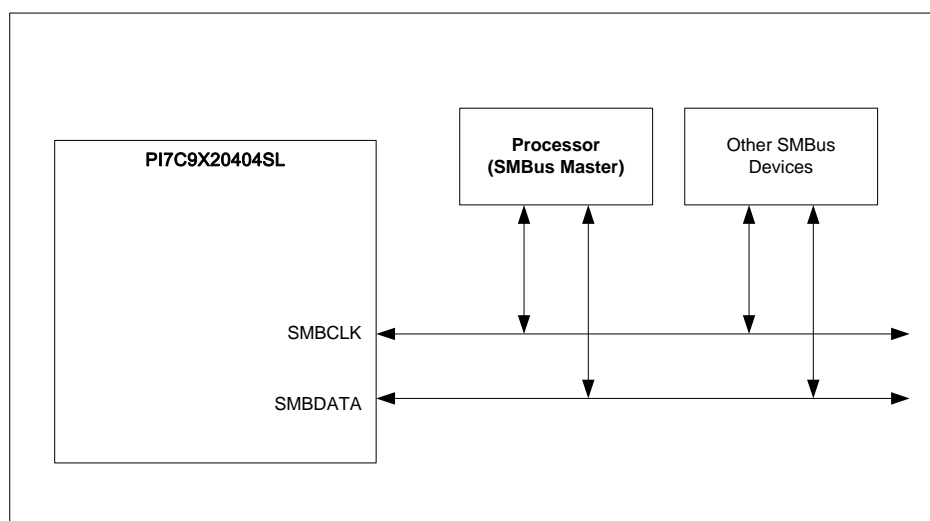 PI7C9X20404SL
Processor
(SMBus Master)
Other SMBus
Devices
SMBCLK
SMBDATA